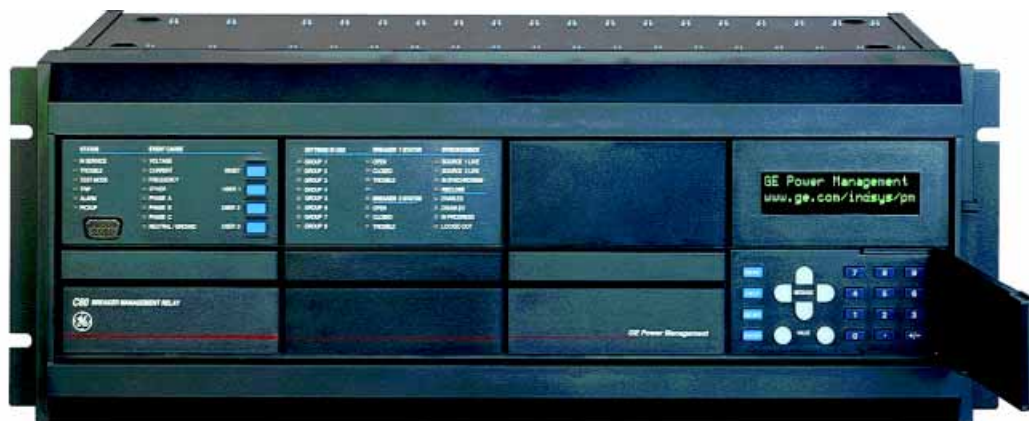 STATUS
EVENT CAUSE
IN SERVICE
VOLTAGE
TROUBLE
CURRENT
RESET
TEST MODE
FREQUENCY
TRIP
OTHER
USER 1
ALARM
PHASE A
PICKUP
PHASE B
USER 2
PHASE C
NEUTRAL/GROUND
USER 3
SETTINGS IN USE
BREAKER 1 STATUS
SYNCHROCHECK
GROUP 1
OPEN
SOURCE 1 LIVE
GROUP 2
CLOSED
SOURCE 2 LIVE
GROUP 3
TROUBLE
IN SYNCHRONISM
GROUP 4
RECLOSE
GROUP 5
BREAKER 2 STATUS
ENABLED
GROUP 6
OPEN
DISABLED
GROUP 7
CLOSED
IN PROGRESS
GROUP 8
TROUBLE
LOCKED OUT
GE Power Management
www.ge.com/indsys/pm
C60 BREAKER MANAGEMENT RELAY
GE
GE Power Management
MESSAGE
VALUE
7 8 9
4 5 6
1 2 3
0 . +/-